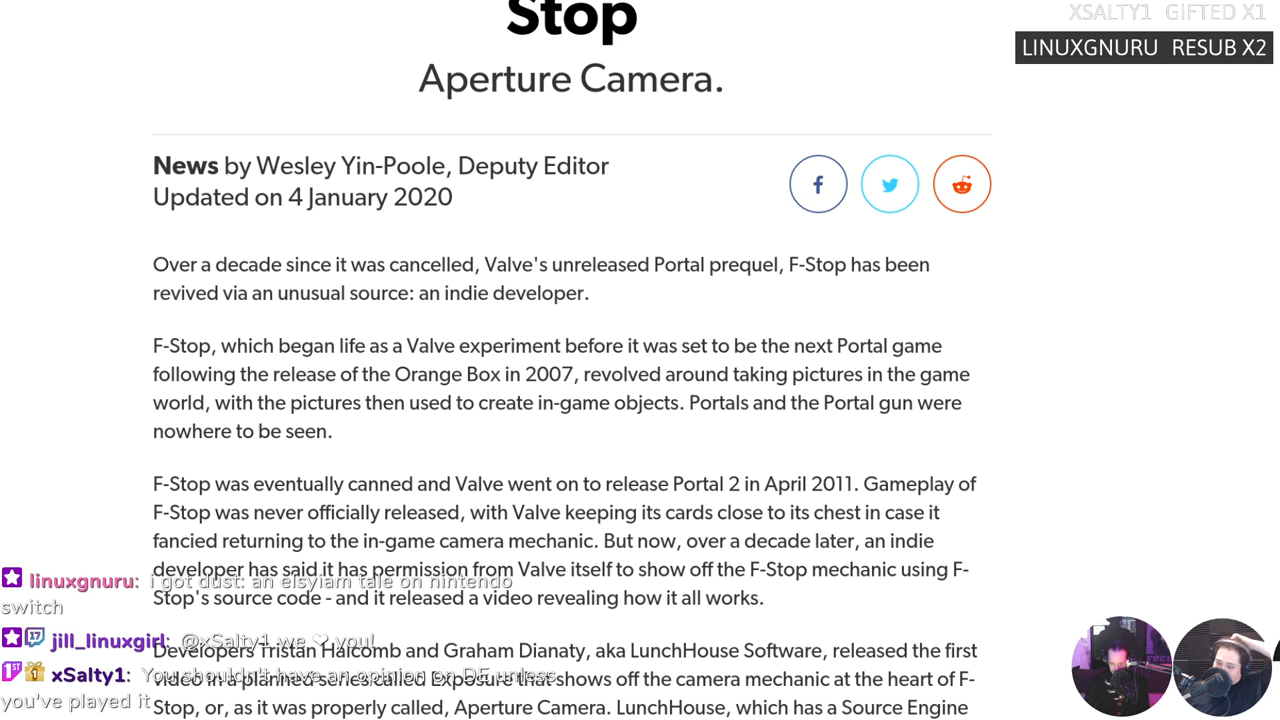 Stop
XSALTY1 GIFTED X1
LINUXGNURU RESUB X2
Aperture Camera.
News by Wesley Yin-Poole, Deputy Editor
Updated on 4 January 2020
Over a decade since it was cancelled, Valve's unreleased Portal prequel, F-Stop has been
revived via an unusual source: an indie developer.
F-Stop, which began life as a Valve experiment before it was set to be the next Portal game
following the release of the Orange Box in 2007, revolved around taking pictures in the game
world, with the pictures then used to create in-game objects. Portals and the Portal gun were
nowhere to be seen.
F-Stop was eventually canned and Valve went on to release Portal 2 in April 2011. Gameplay of
F-Stop was never officially released, with Valve keeping its cards close to its chest in case it
fancied returning to the in-game camera mechanic. But now, over a decade later, an indie
developer has said it has permission from Valve itself to show off the F-Stop mechanic using F-
Stop's source code - and it released a video revealing how it all works.
Developers Tristan Halcomb and Graham Dianaty, aka LunchHouse Software, released the first
video in a planned series called Exposure that shows off the camera mechanic at the heart of F-
Stop, or, as it was properly called, Aperture Camera. LunchHouse, which has a Source Engine
linuxgnuru: i got dust: an elsyiam tale on nintendo
switch
17 jill_linuxgirl: @xSalty1 we ❤ you!
1ST 1 xSalty1: You shouldn't have an opinion on DE unless
you've played it